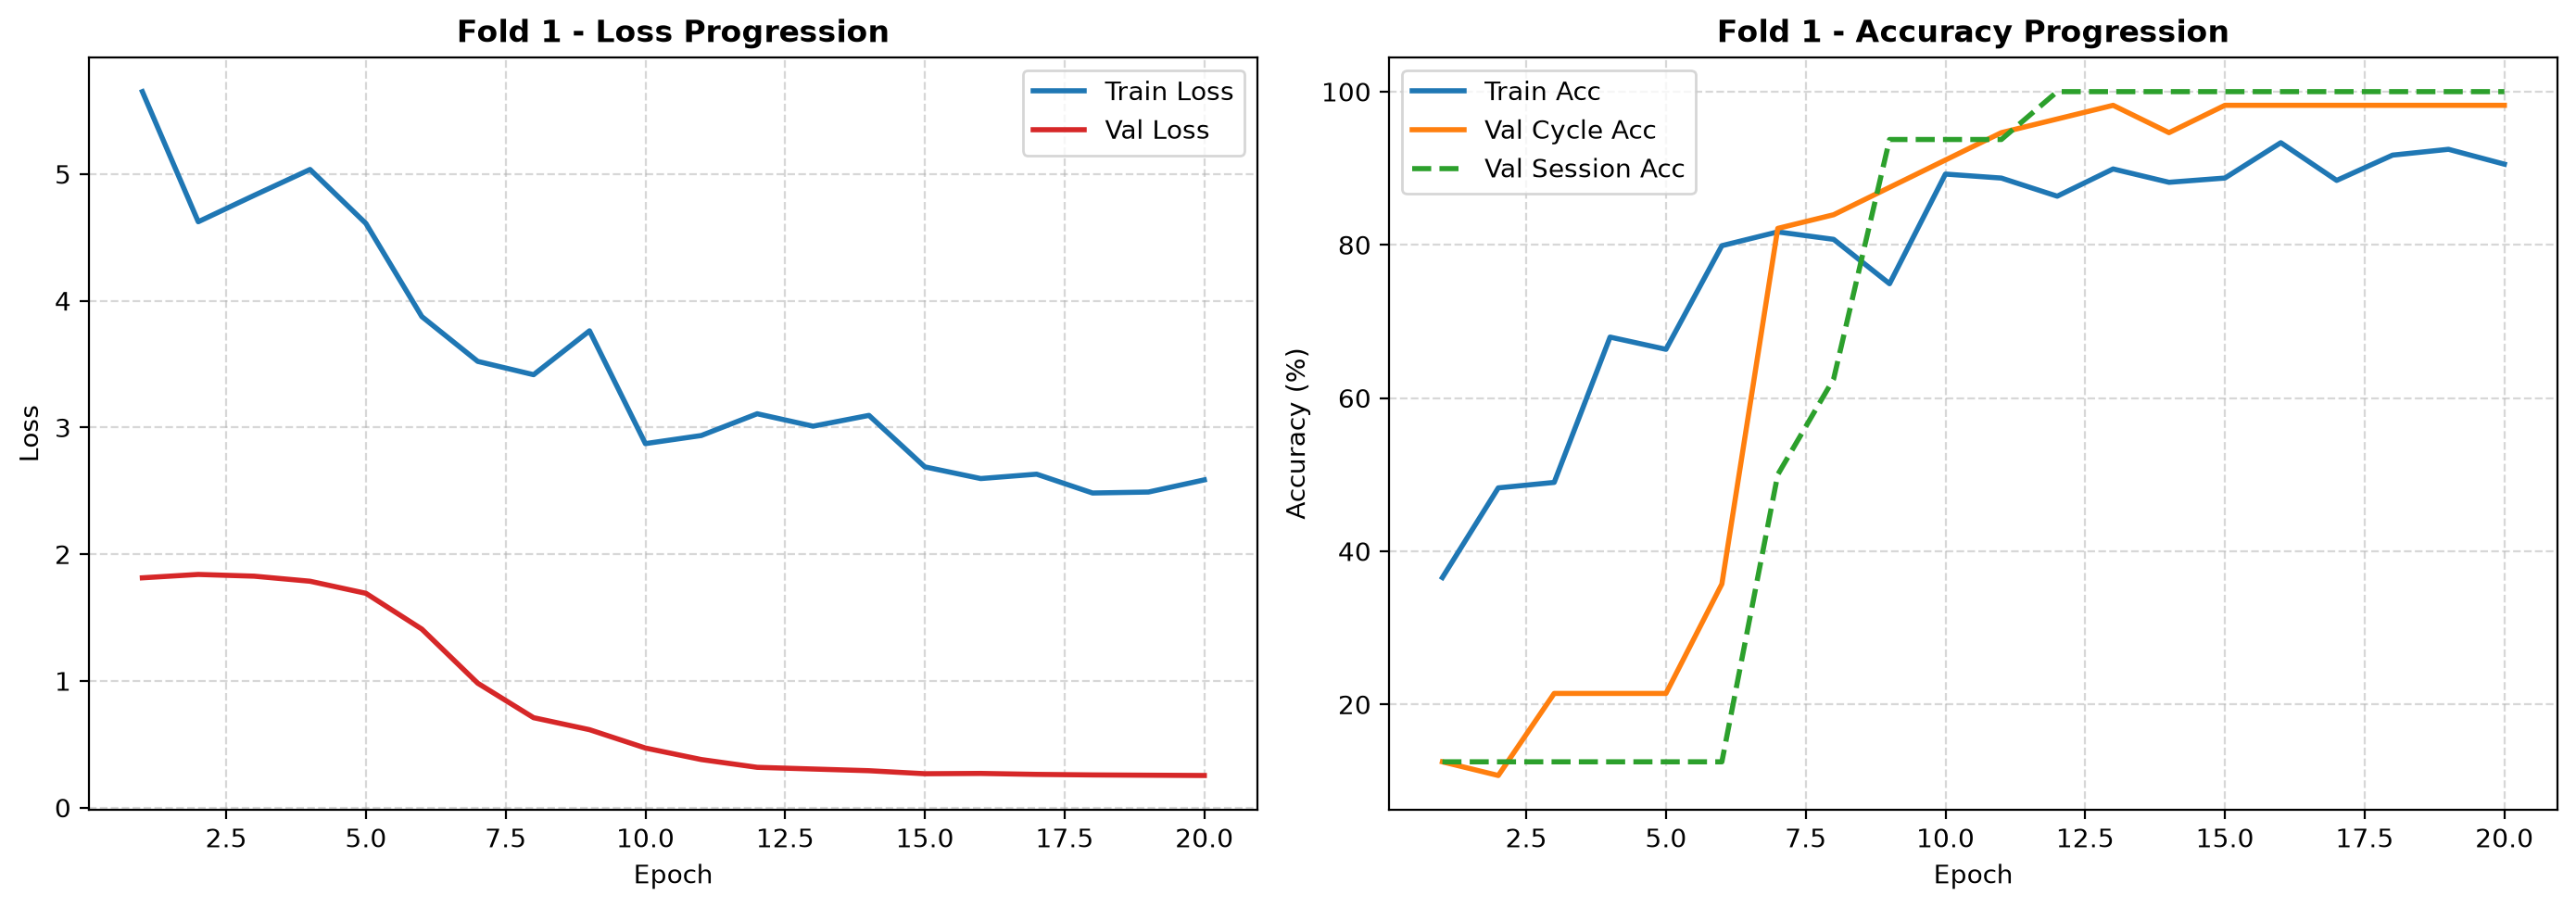 Fold 1 - Loss Progression
Train Loss
Val Loss
Loss
5
4
3
2
1
0
2.5 5.0 7.5 10.0 12.5 15.0 17.5 20.0
Epoch
Fold 1 - Accuracy Progression
Train Acc
Val Cycle Acc
Val Session Acc
Accuracy (%)
100
80
60
40
20
2.5 5.0 7.5 10.0 12.5 15.0 17.5 20.0
Epoch